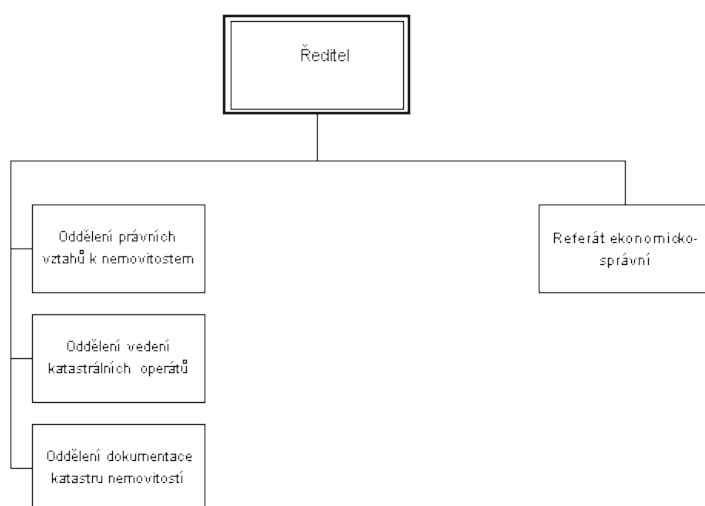 Ředitel
Oddělení právních
vztahů k nemovitostem
Referát ekonomicko-
správní
Oddělení vedení
katastrálních operátů
Oddělení dokumentace
katastru nemovitostí